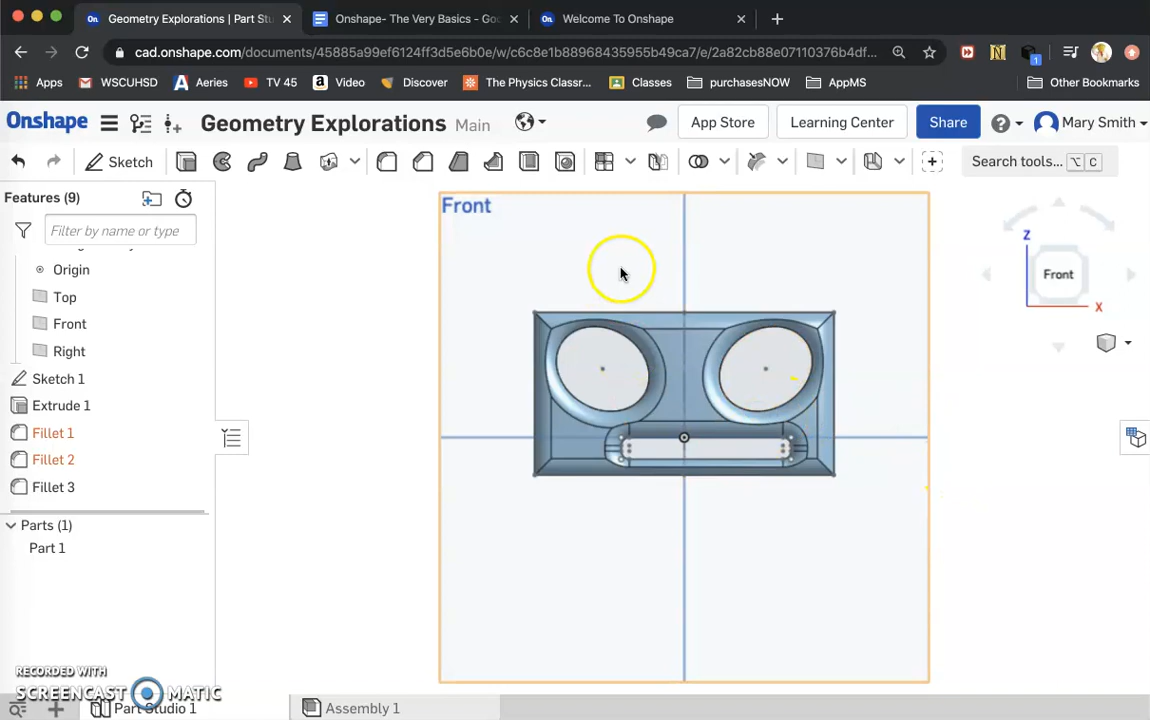 Geometry Explorations | Part Stu
Onshape- The Very Basics - Goo
Welcome To Onshape
cad.onshape.com/documents/45885a99ef6124ff3d5e6b0e/w/c6c8e1b88968435955b49ca7/e/2a82cb88e07110376b4df...
Apps
WSCUHSD
Aeries
TV 45
Video
Discover
The Physics Classr...
Classes
purchasesNOW
AppMS
Other Bookmarks
Onshape
Geometry Explorations Main
App Store
Learning Center
Share
Mary Smith
Sketch
Search tools... ⌥ C
Features (9)
Filter by name or type
Origin
Top
Front
Right
Sketch 1
Extrude 1
Fillet 1
Fillet 2
Fillet 3
Parts (1)
Part 1
Front
Z
Front
X
RECORDED WITH
SCREENCAST MATIC
Part Studio 1
Assembly 1